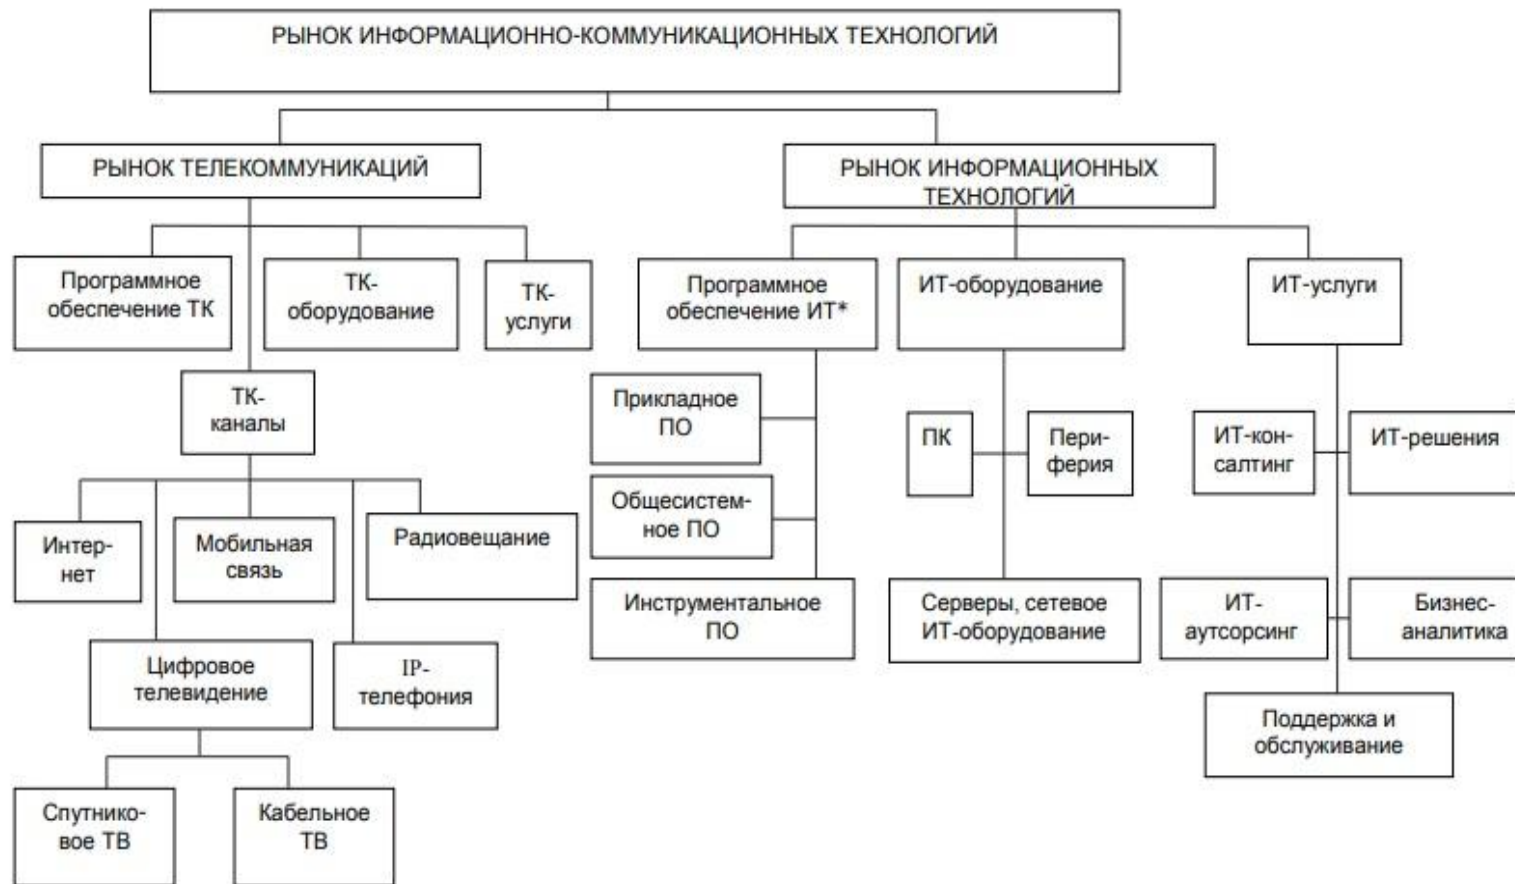 РЫНОК ИНФОРМАЦИОННО-КОММУНИКАЦИОННЫХ ТЕХНОЛОГИЙ
РЫНОК ТЕЛЕКОММУНИКАЦИЙ
РЫНОК ИНФОРМАЦИОННЫХ
ТЕХНОЛОГИЙ
Программное
обеспечение ТК
ТК-
оборудование
ТК-
услуги
Программное
обеспечение ИТ*
ИТ-оборудование
ИТ-услуги
ТК-
каналы
Прикладное
ПО
ПК
Пери-
ферия
ИТ-кон-
салтинг
ИТ-решения
Общесистем-
ное ПО
Интер-
нет
Мобильная
связь
Радиовещание
Инструментальное
ПО
Серверы, сетевое
ИТ-оборудование
ИТ-
аутсорсинг
Бизнес-
аналитика
Цифровое
телевидение
IP-
телефония
Поддержка и
обслуживание
Спутнико-
вое ТВ
Кабельное
ТВ